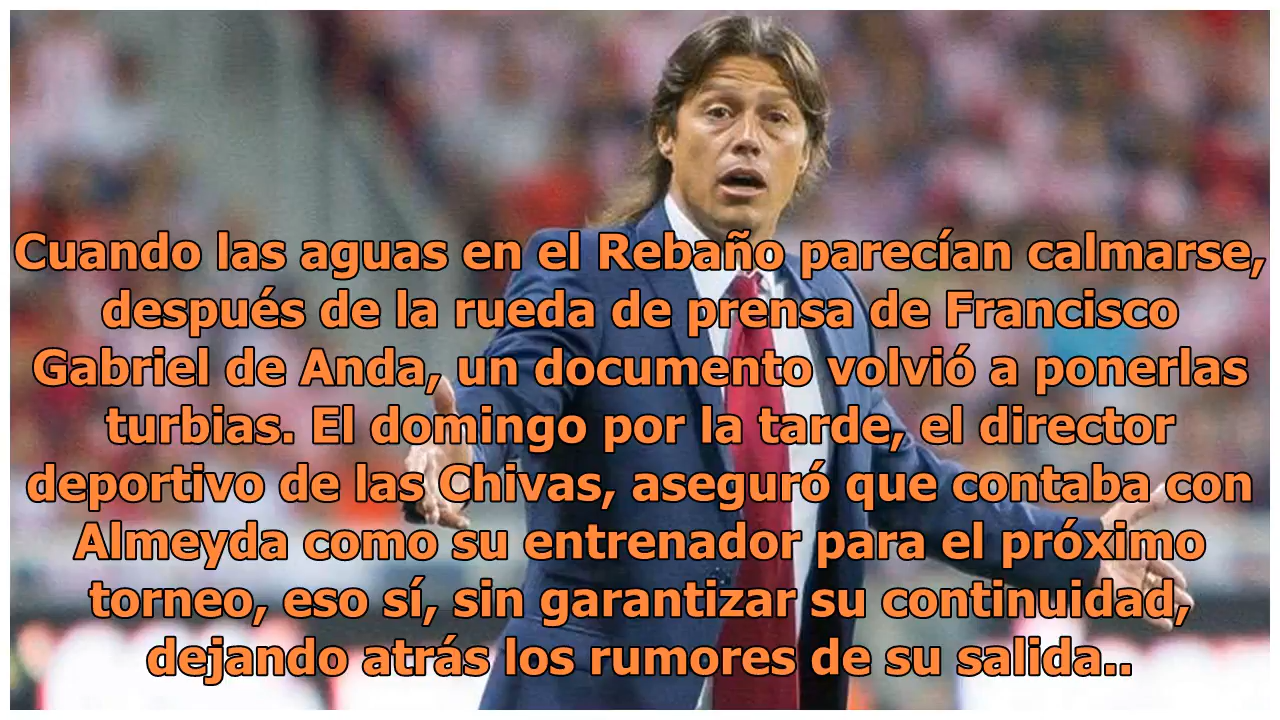 Cuando las aguas en el Rebaño parecían calmarse,
después de la rueda de prensa de Francisco
Gabriel de Anda, un documento volvió a ponerlas
turbias. El domingo por la tarde, el director
deportivo de las Chivas, aseguró que contaba con
Almeyda como su entrenador para el próximo
torneo, eso sí, sin garantizar su continuidad,
dejando atrás los rumores de su salida..